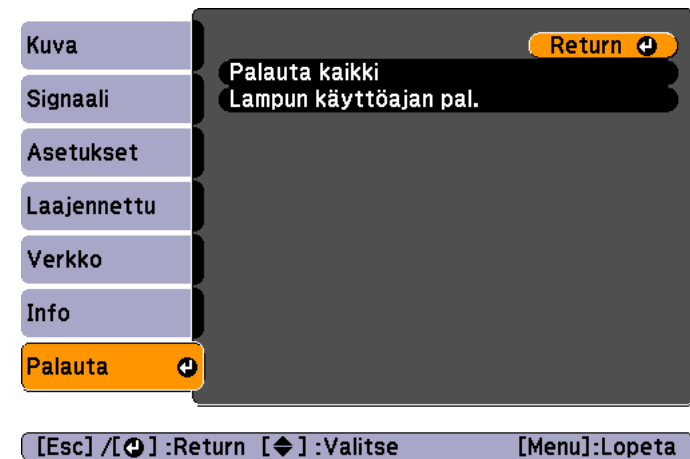 Kuva
Signaali
Asetukset
Laajennettu
Verkko
Info
Palauta
Return
Palauta kaikki
Lampun käyttöajan pal.
[Esc] /[ ] :Return [ ] :Valitse [Menu]:Lopeta